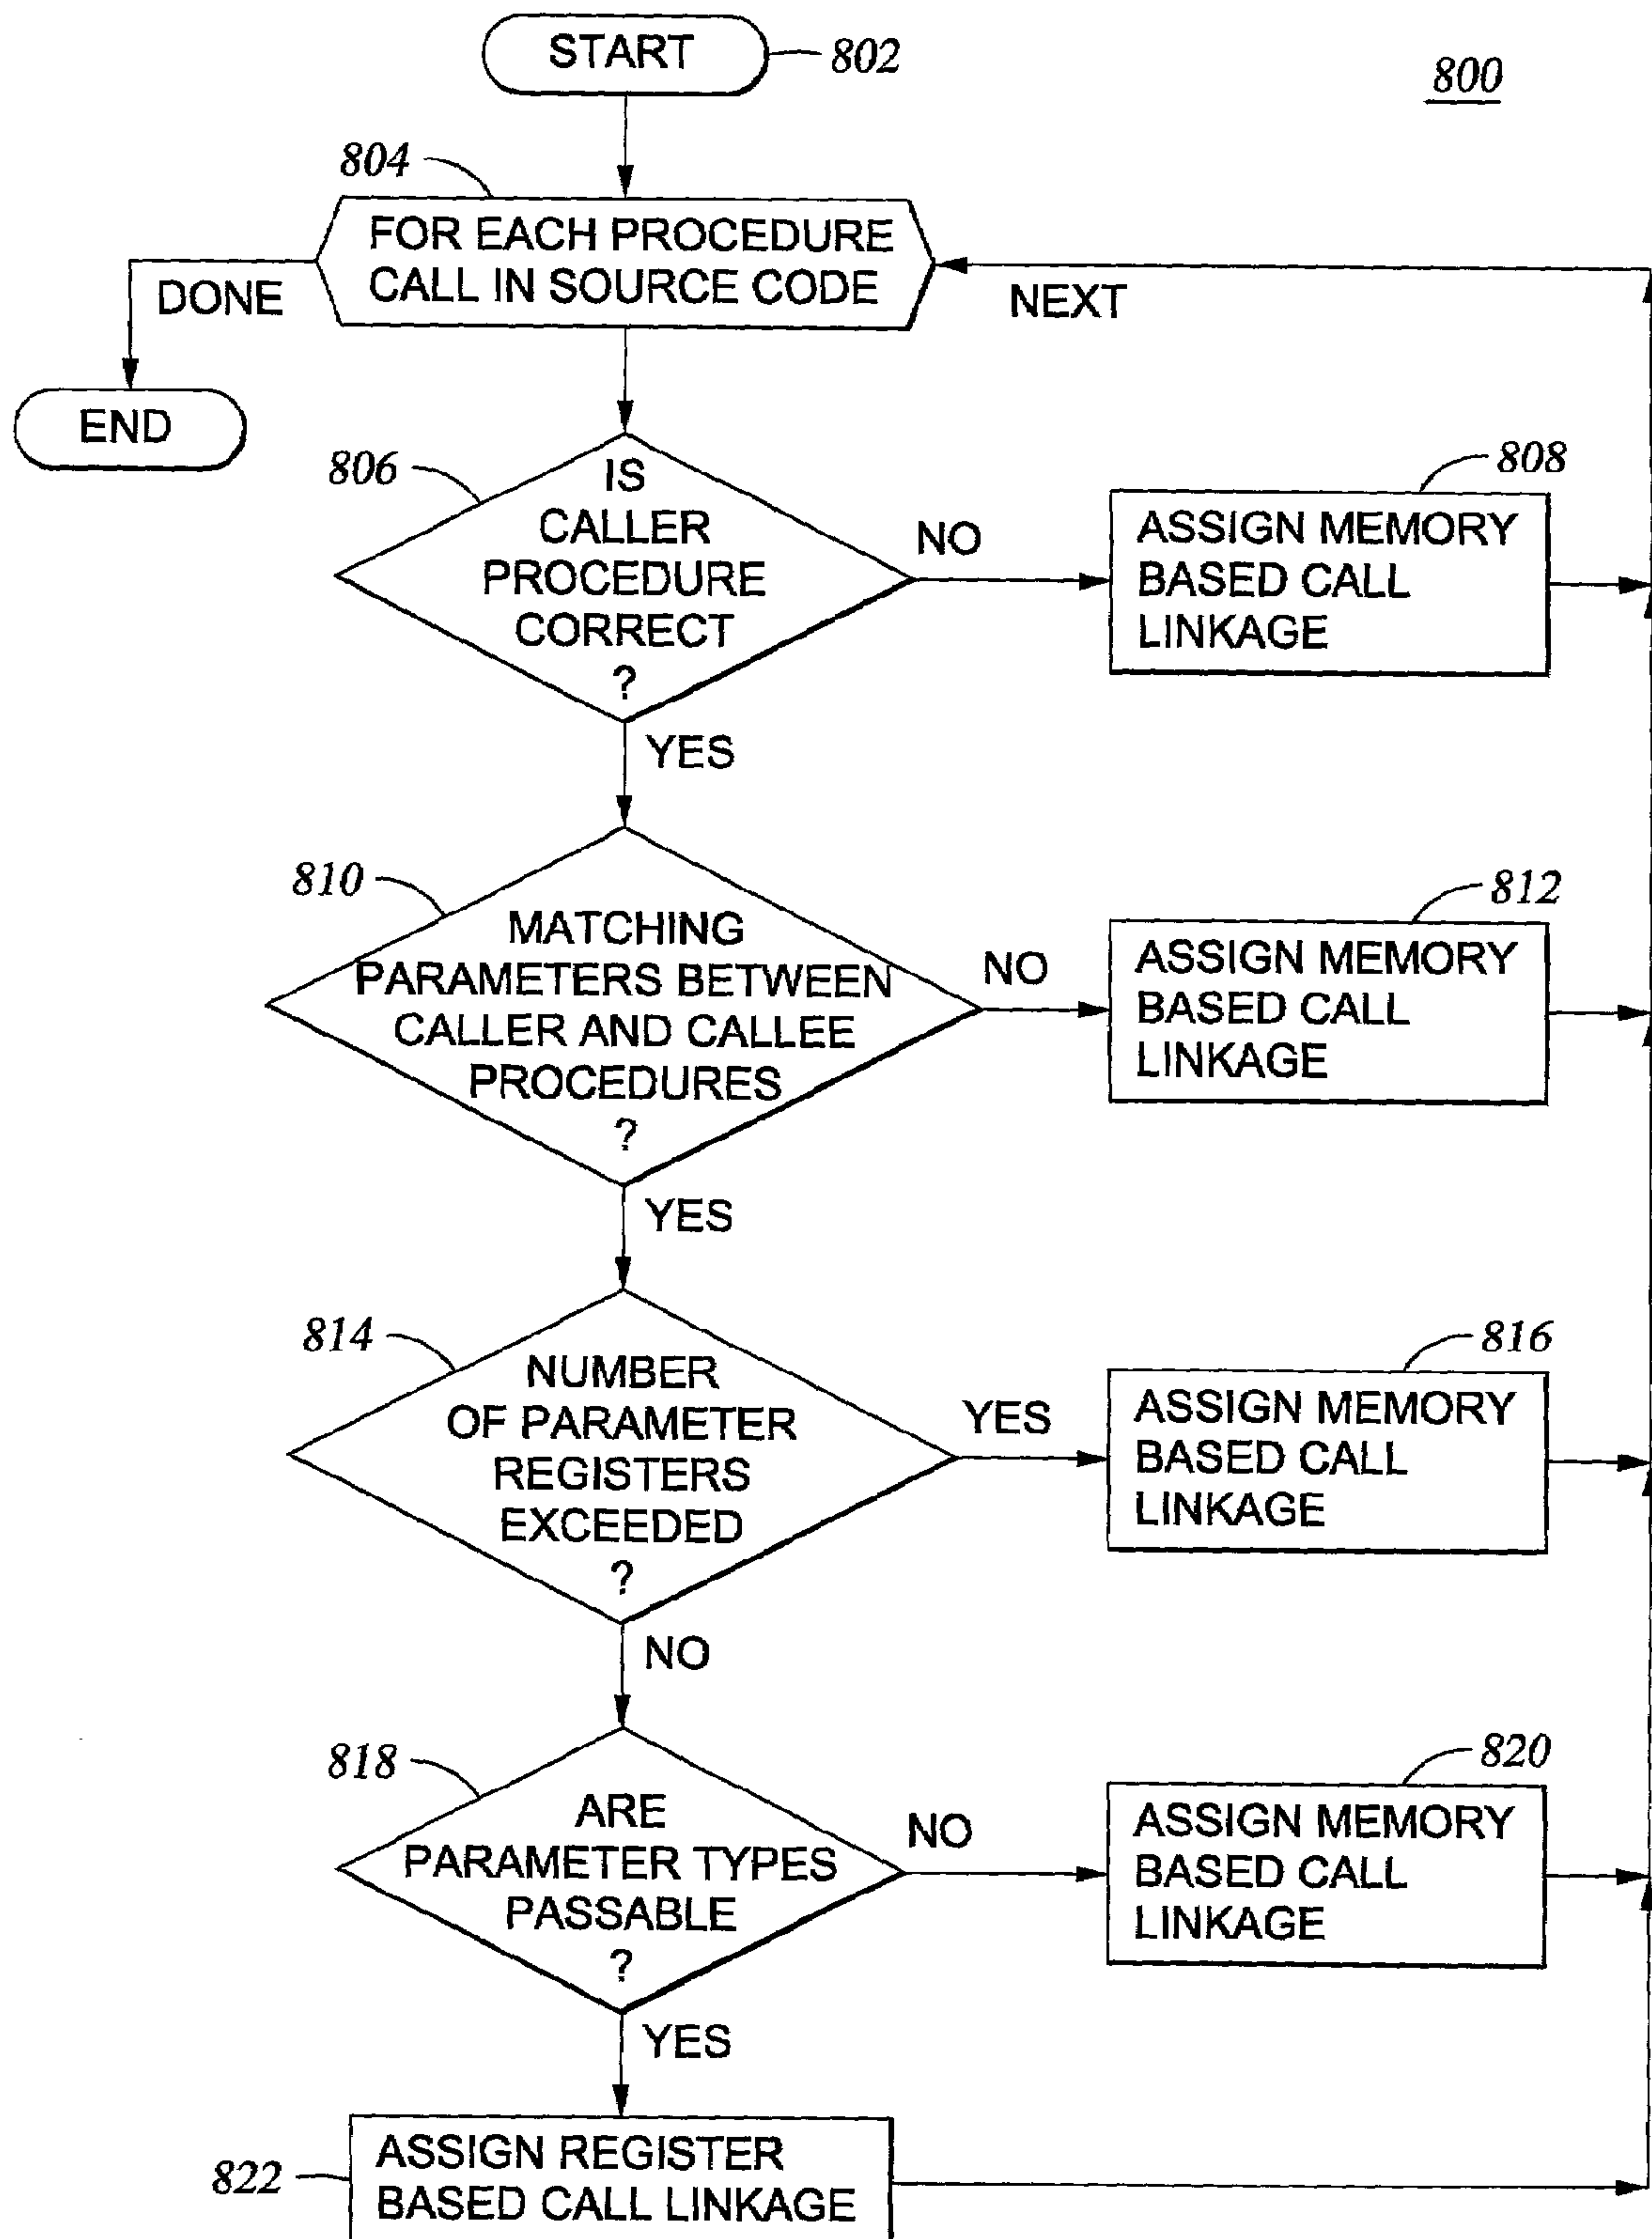 START
802
800
804
FOR EACH PROCEDURE
CALL IN SOURCE CODE
DONE
NEXT
END
806
IS
CALLER
PROCEDURE
CORRECT
?
NO
808
ASSIGN MEMORY
BASED CALL
LINKAGE
YES
810
MATCHING
PARAMETERS BETWEEN
CALLER AND CALLEE
PROCEDURES
?
NO
812
ASSIGN MEMORY
BASED CALL
LINKAGE
YES
814
NUMBER
OF PARAMETER
REGISTERS
EXCEEDED
?
YES
816
ASSIGN MEMORY
BASED CALL
LINKAGE
NO
818
ARE
PARAMETER TYPES
PASSABLE
?
NO
820
ASSIGN MEMORY
BASED CALL
LINKAGE
YES
822
ASSIGN REGISTER
BASED CALL LINKAGE